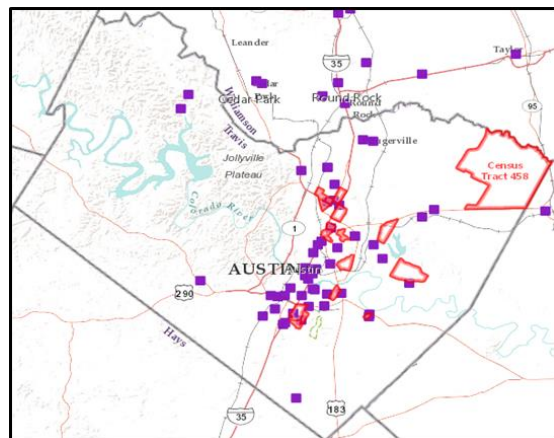 Leander
35
Taylor
95
Cedar Park
Round Rock
Williamson
Travis
Jollyville
Plateau
Census
Tract 458
Colorado River
1
AUSTIN
290
Hays
35
183